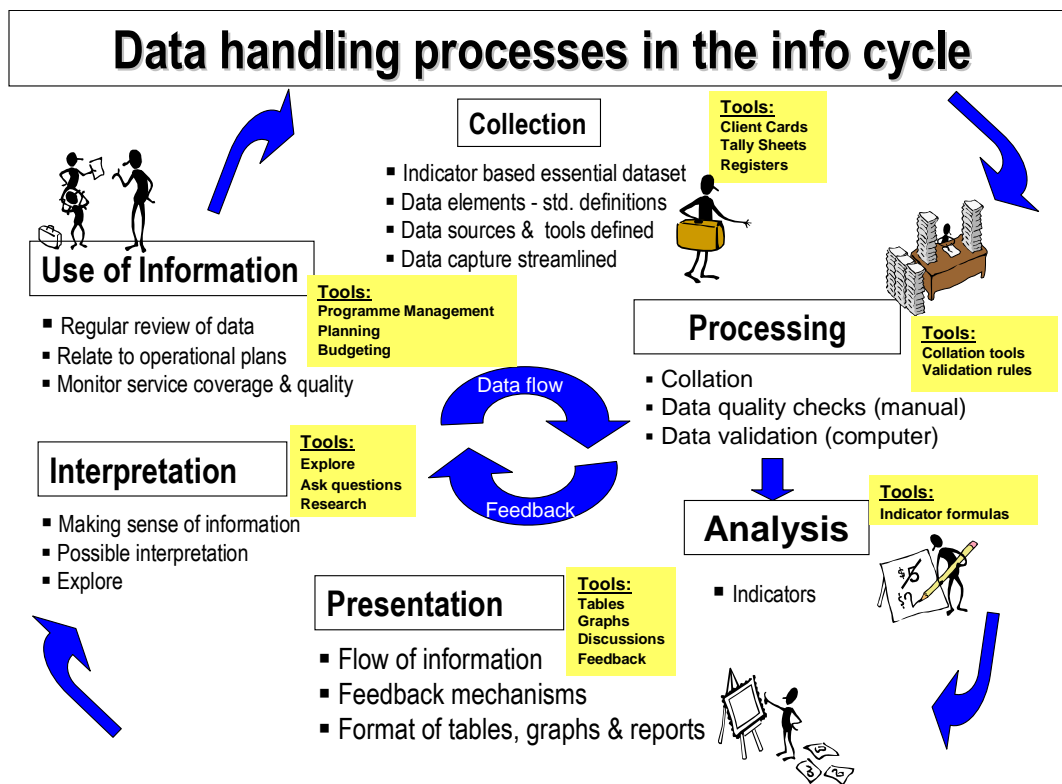 Data handling processes in the info cycle
Collection
▪ Indicator based essential dataset
▪ Data elements - std. definitions
▪ Data sources & tools defined
▪ Data capture streamlined
Tools:
Client Cards
Tally Sheets
Registers
Processing
▪ Collation
▪ Data quality checks (manual)
▪ Data validation (computer)
Tools:
Collation tools
Validation rules
Analysis
▪ Indicators
Tools:
Indicator formulas
$5
$2
Presentation
▪ Flow of information
▪ Feedback mechanisms
▪ Format of tables, graphs & reports
Tools:
Tables
Graphs
Discussions
Feedback
Interpretation
▪ Making sense of information
▪ Possible interpretation
▪ Explore
Tools:
Explore
Ask questions
Research
Use of Information
▪ Regular review of data
▪ Relate to operational plans
▪ Monitor service coverage & quality
Tools:
Programme Management
Planning
Budgeting
Data flow
Feedback